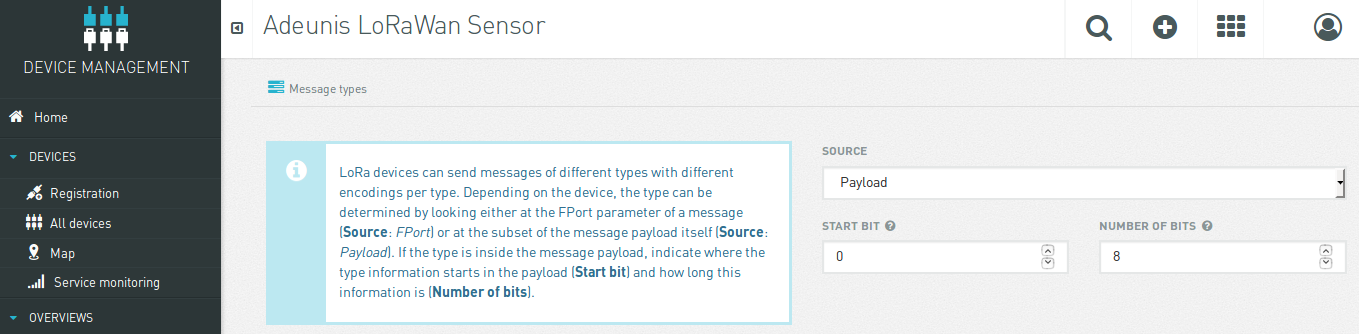 DEVICE MANAGEMENT
Home
DEVICES
Registration
All devices
Map
Service monitoring
OVERVIEWS
Adeunis LoRaWan Sensor
Message types
LoRa devices can send messages of different types with different
encodings per type. Depending on the device, the type can be
determined by looking either at the FPort parameter of a message
(Source: FPort) or at the subset of the message payload itself (Source:
Payload). If the type is inside the message payload, indicate where the
type information starts in the payload (Start bit) and how long this
information is (Number of bits).
SOURCE
Payload
START BIT ?
0
NUMBER OF BITS ?
8